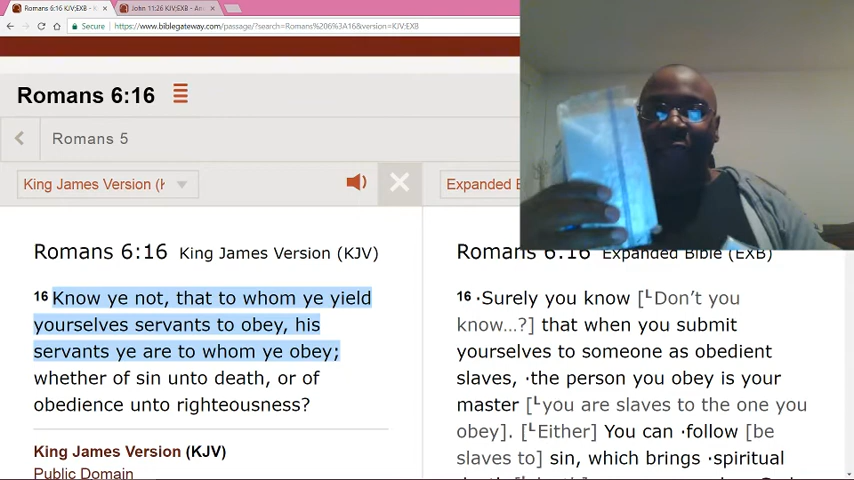 Romans 6:16 KJV;EXB - K
John 11:26 KJV;EXB - A
Secure
https://www.biblegateway.com/passage/?search=Romans%206%3A16&version=KJV;EXB
Romans 6:16
Romans 5
King James Version (
Expanded
Romans 6:16 King James Version (KJV)
16 Know ye not, that to whom ye yield
yourselves servants to obey, his
servants ye are to whom ye obey;
whether of sin unto death, or of
obedience unto righteousness?
King James Version (KJV)
Public Domain
Romans 6:16 Expanded Bible (EXB)
16 ·Surely you know [ᴸDon’t you
know…?] that when you submit
yourselves to someone as obedient
slaves, ·the person you obey is your
master [ᴸyou are slaves to the one you
obey]. [ᴸEither] You can ·follow [be
slaves to] sin, which brings ·spiritual